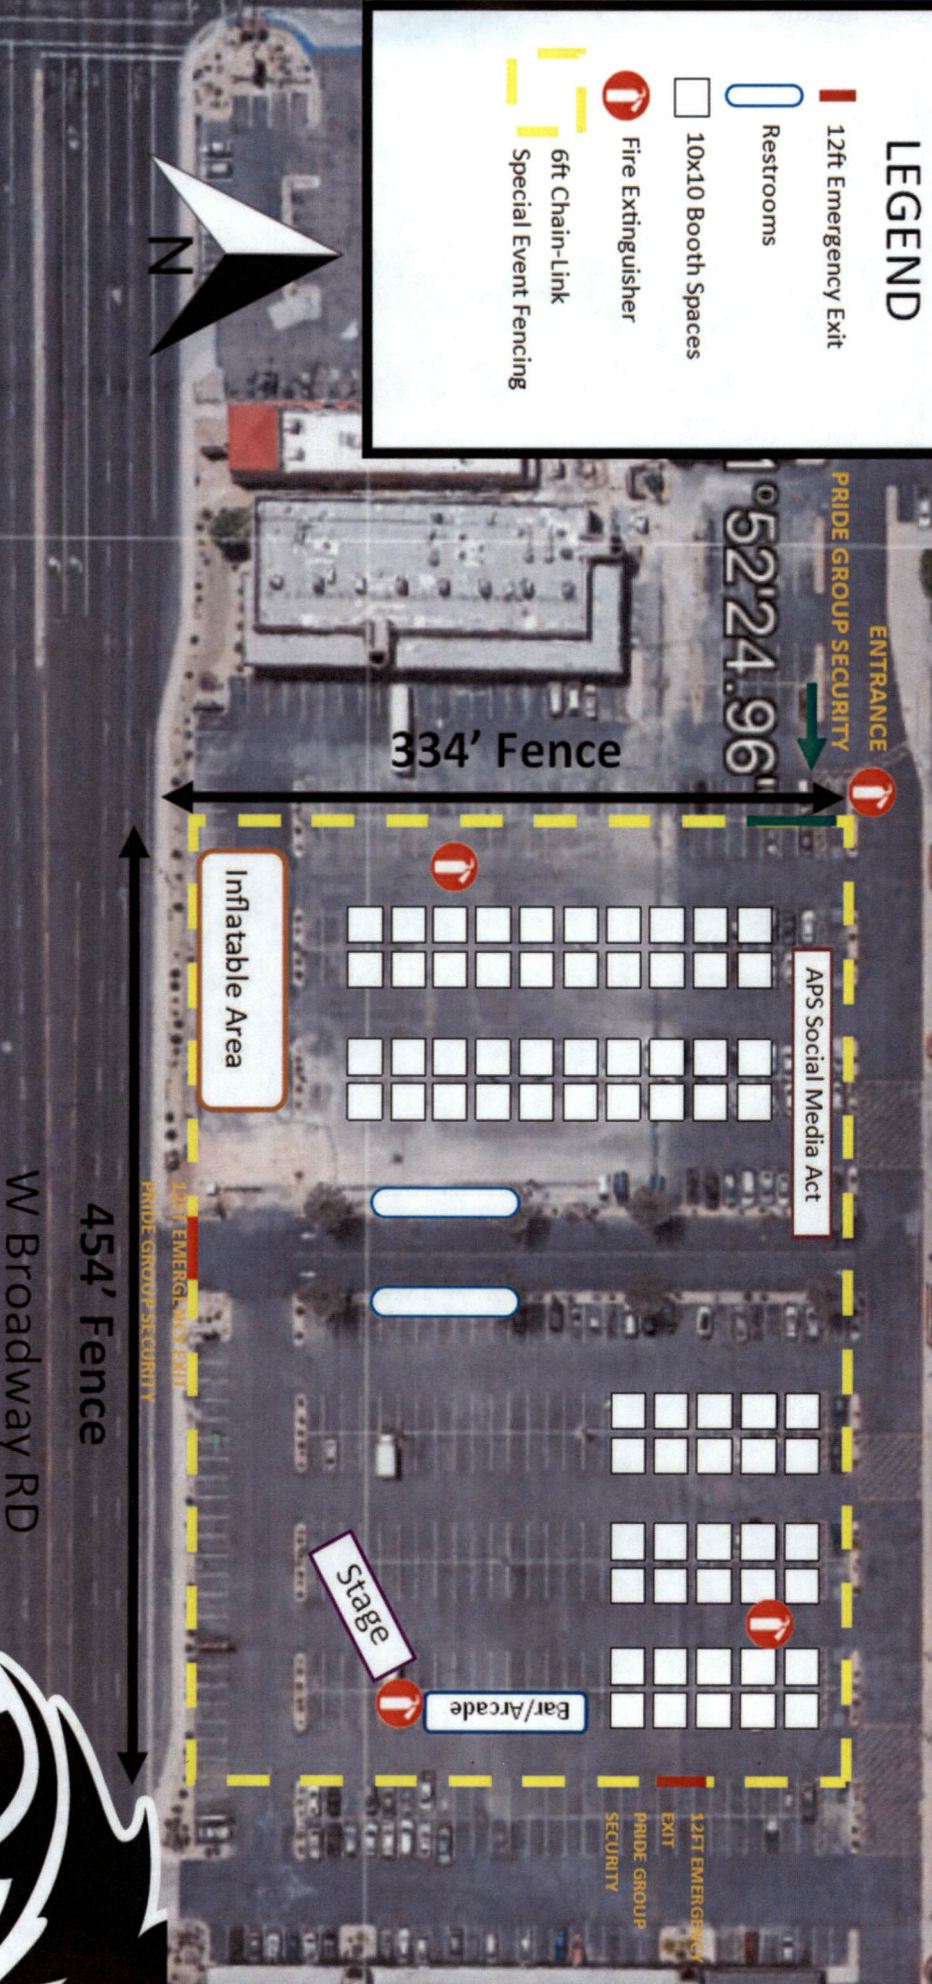 LEGEND
12ft Emergency Exit
Restrooms
10x10 Booth Spaces
Fire Extinguisher
6ft Chain-Link
Special Event Fencing
N
ENTRANCE
PRIDE GROUP SECURITY
1°52'24.96"
334' Fence
APS Social Media Act
Inflatable Area
12FT EMERGENCY EXIT
PRIDE GROUP SECURITY
454' Fence
W Broadway RD
Stage
Bar/Arcade
12FT EMERGENCY
EXIT
PRIDE GROUP
SECURITY